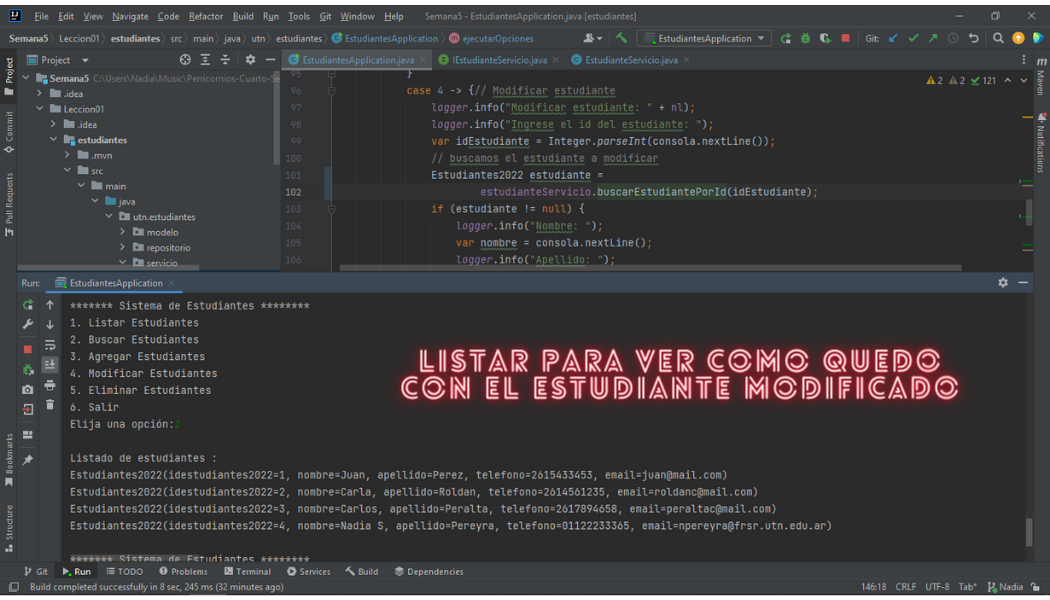 File Edit View Navigate Code Refactor Build Run Tools Git Window Help Semana5 - EstudiantesApplication.java [estudiantes]
Semana5 Leccion01 estudiantes src main java utn estudiantes EstudiantesApplication ejecutarOpciones EstudiantesApplication Git:
Project
EstudiantesApplication.java
IEstudianteServicio.java
EstudianteServicio.java
Semana5 C:\Users\Nadia\Music\Perricornios-Cuarto-Se
.idea
Leccion01
.idea
estudiantes
.mvn
src
main
java
utn.estudiantes
modelo
repositorio
servicio
Project
Commit
Pull Requests
Bookmarks
Structure
2 2 121
Maven
Notifications
95 }
96 case 4 -> {// Modificar estudiante
97 logger.info("Modificar estudiante: " + nl);
98 logger.info("Ingrese el id del estudiante: ");
99 var idEstudiante = Integer.parseInt(consola.nextLine());
100 // buscamos el estudiante a modificar
101 Estudiantes2022 estudiante =
102 estudianteServicio.buscarEstudiantePorId(idEstudiante);
103 if (estudiante != null) {
104 logger.info("Nombre: ");
105 var nombre = consola.nextLine();
106 logger.info("Apellido: ");
Run: EstudiantesApplication
******* Sistema de Estudiantes ********
1. Listar Estudiantes
2. Buscar Estudiantes
3. Agregar Estudiantes
4. Modificar Estudiantes
5. Eliminar Estudiantes
6. Salir
Elija una opción:1
LISTAR PARA VER COMO QUEDO
CON EL ESTUDIANTE MODIFICADO
Listado de estudiantes :
Estudiantes2022(idestudiantes2022=1, nombre=Juan, apellido=Perez, telefono=2615433453, email=juan@mail.com)
Estudiantes2022(idestudiantes2022=2, nombre=Carla, apellido=Roldan, telefono=2614561235, email=roldanc@mail.com)
Estudiantes2022(idestudiantes2022=3, nombre=Carlos, apellido=Peralta, telefono=2617894658, email=peraltac@mail.com)
Estudiantes2022(idestudiantes2022=4, nombre=Nadia S, apellido=Pereyra, telefono=01122233365, email=npereyra@frsr.utn.edu.ar)
******* Sistema de Estudiantes ********
Git Run TODO Problems Terminal Services Build Dependencies
Build completed successfully in 8 sec, 245 ms (32 minutes ago) 146:18 CRLF UTF-8 Tab* Nadia